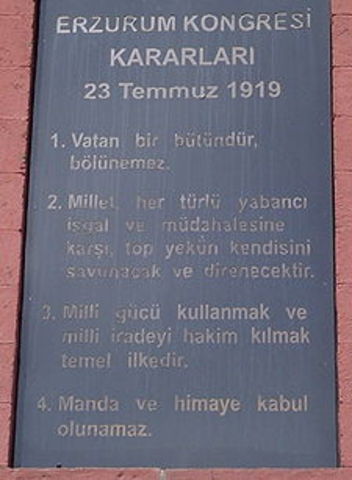 ERZURUM KONGRESİ
KARARLARI
23 Temmuz 1919
1. Vatan bir bütündür,
bölünemez.
2. Millet, her türlü yabancı
işgal ve müdahalesine
karşı, top yekün kendisini
savunacak ve direnecektir.
3. Milli gücü kullanmak ve
milli iradeyi hakim kılmak
temel ilkedir.
4. Manda ve himaye kabul
olunamaz.